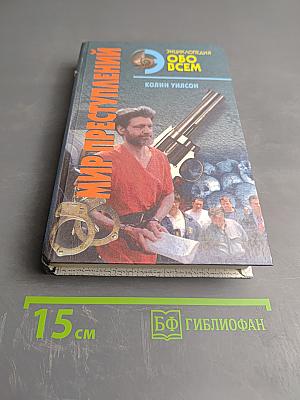 ЭНЦИКЛОПЕДИЯ
ОБО
ВСЕМ
КОЛИН УИЛСОН
МИР ПРЕСТУПЛЕНИЙ
15 см
БФ ГИБЛИОФАН